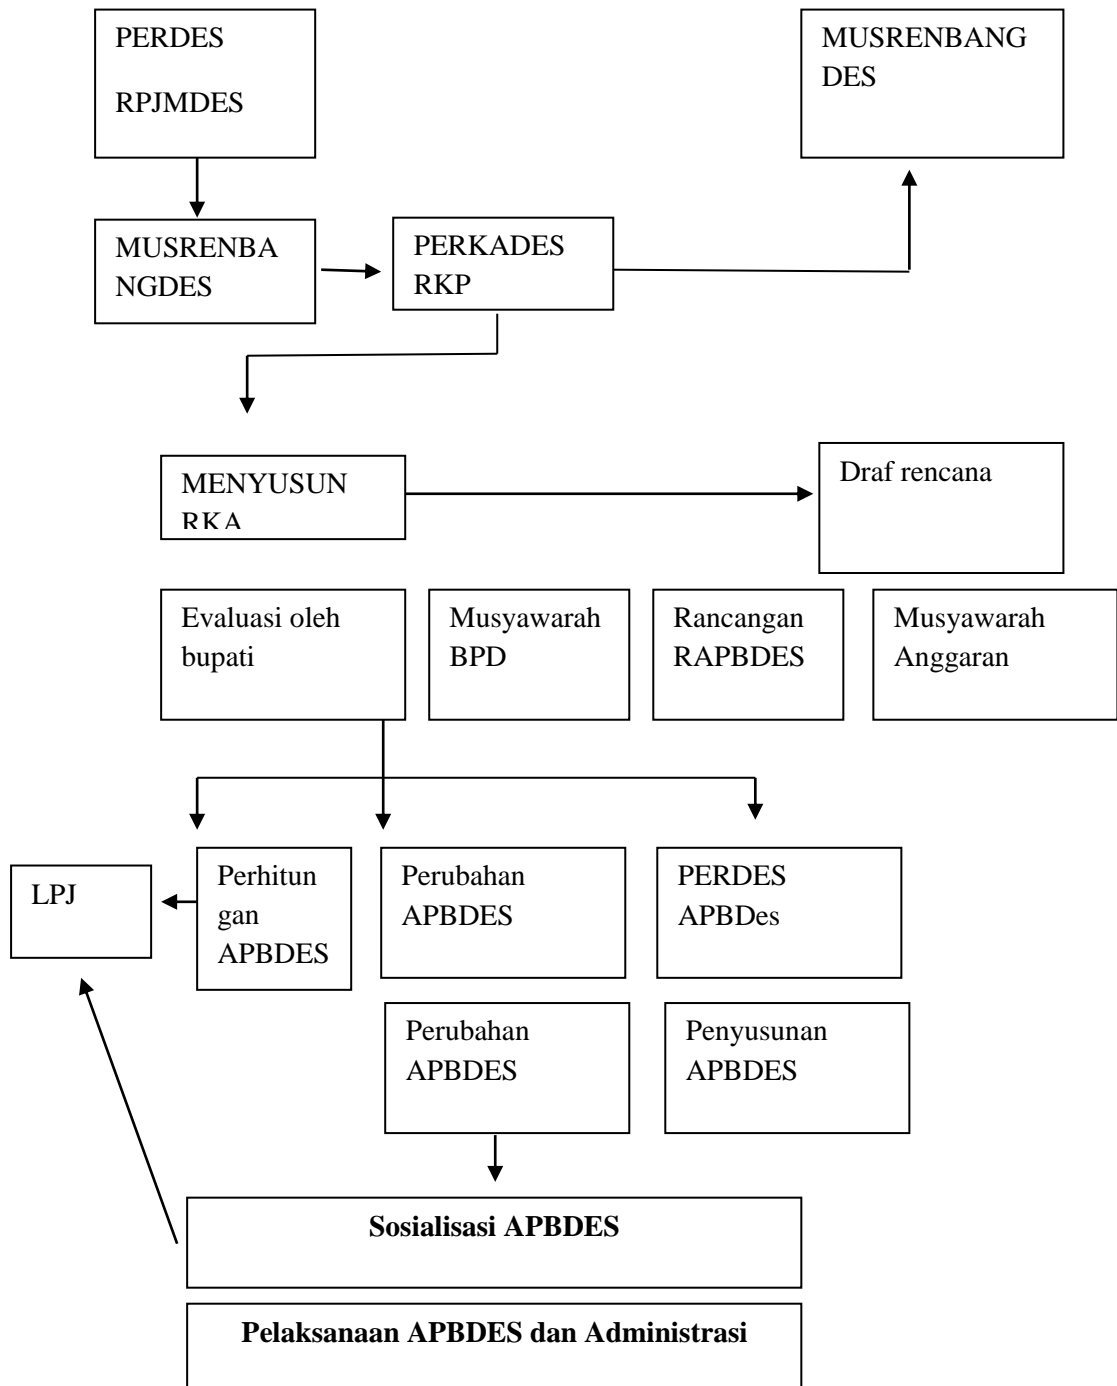 PERDES
RPJMDES
MUSRENBANG
DES
MUSRENBA
NGDES
PERKADES
RKP
MENYUSUN
RKA
Draf rencana
Evaluasi oleh
bupati
Musyawarah
BPD
Rancangan
RAPBDES
Musyawarah
Anggaran
LPJ
Perhitun
gan
APBDES
Perubahan
APBDES
PERDES
APBDes
Perubahan
APBDES
Penyusunan
APBDES
Sosialisasi APBDES
Pelaksanaan APBDES dan Administrasi